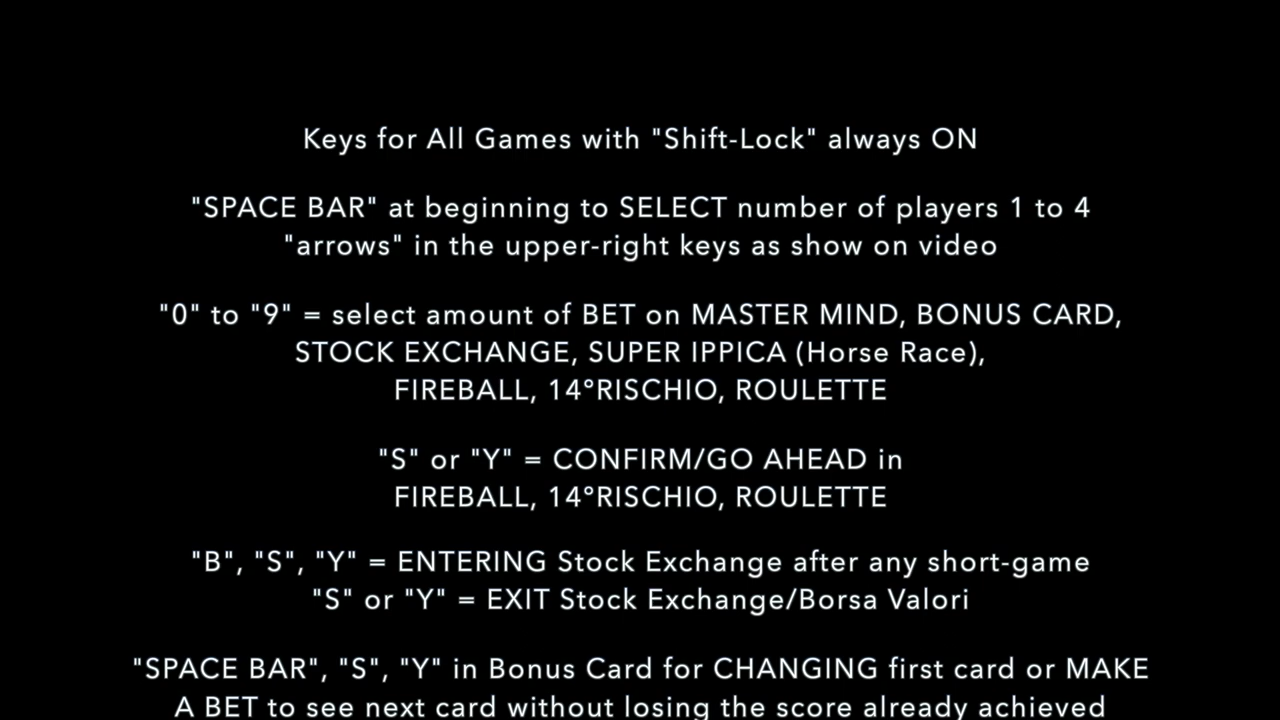 Keys for All Games with "Shift-Lock" always ON
"SPACE BAR" at beginning to SELECT number of players 1 to 4
"arrows" in the upper-right keys as show on video
"0" to "9" = select amount of BET on MASTER MIND, BONUS CARD,
STOCK EXCHANGE, SUPER IPPICA (Horse Race),
FIREBALL, 14°RISCHIO, ROULETTE
"S" or "Y" = CONFIRM/GO AHEAD in
FIREBALL, 14°RISCHIO, ROULETTE
"B", "S", "Y" = ENTERING Stock Exchange after any short-game
"S" or "Y" = EXIT Stock Exchange/Borsa Valori
"SPACE BAR", "S", "Y" in Bonus Card for CHANGING first card or MAKE
A BET to see next card without losing the score already achieved